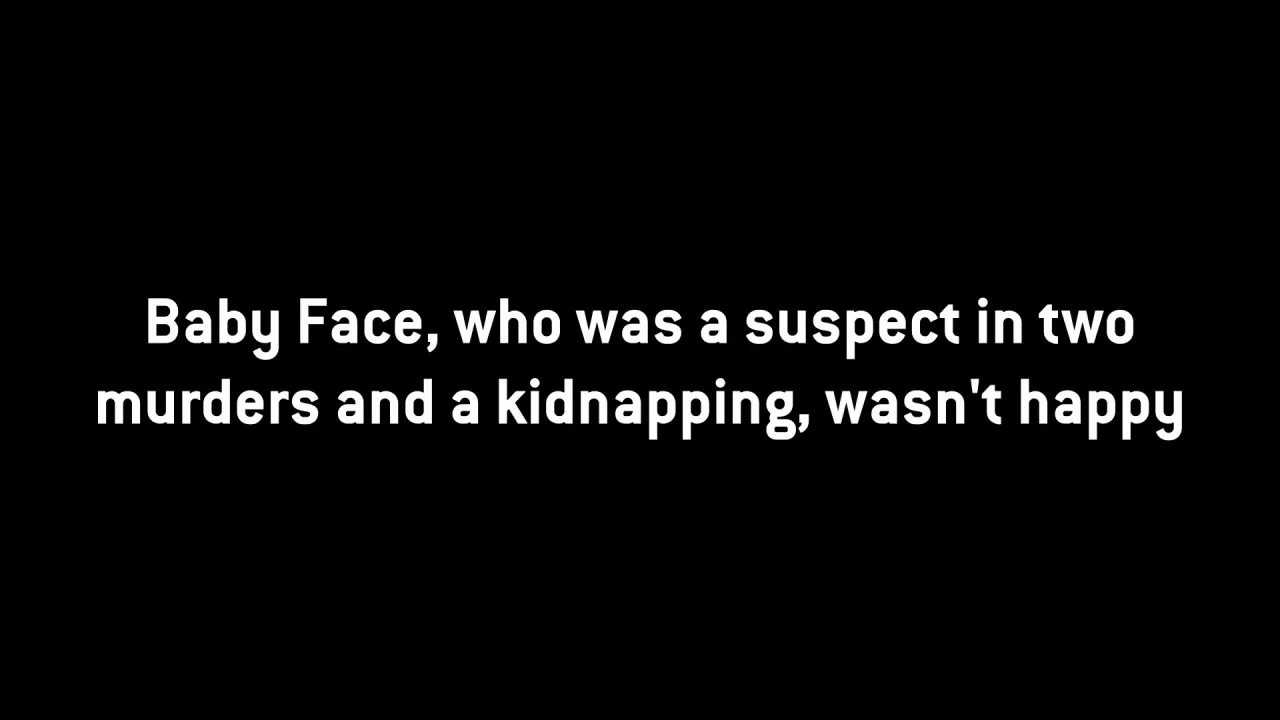 Baby Face, who was a suspect in two
murders and a kidnapping, wasn't happy